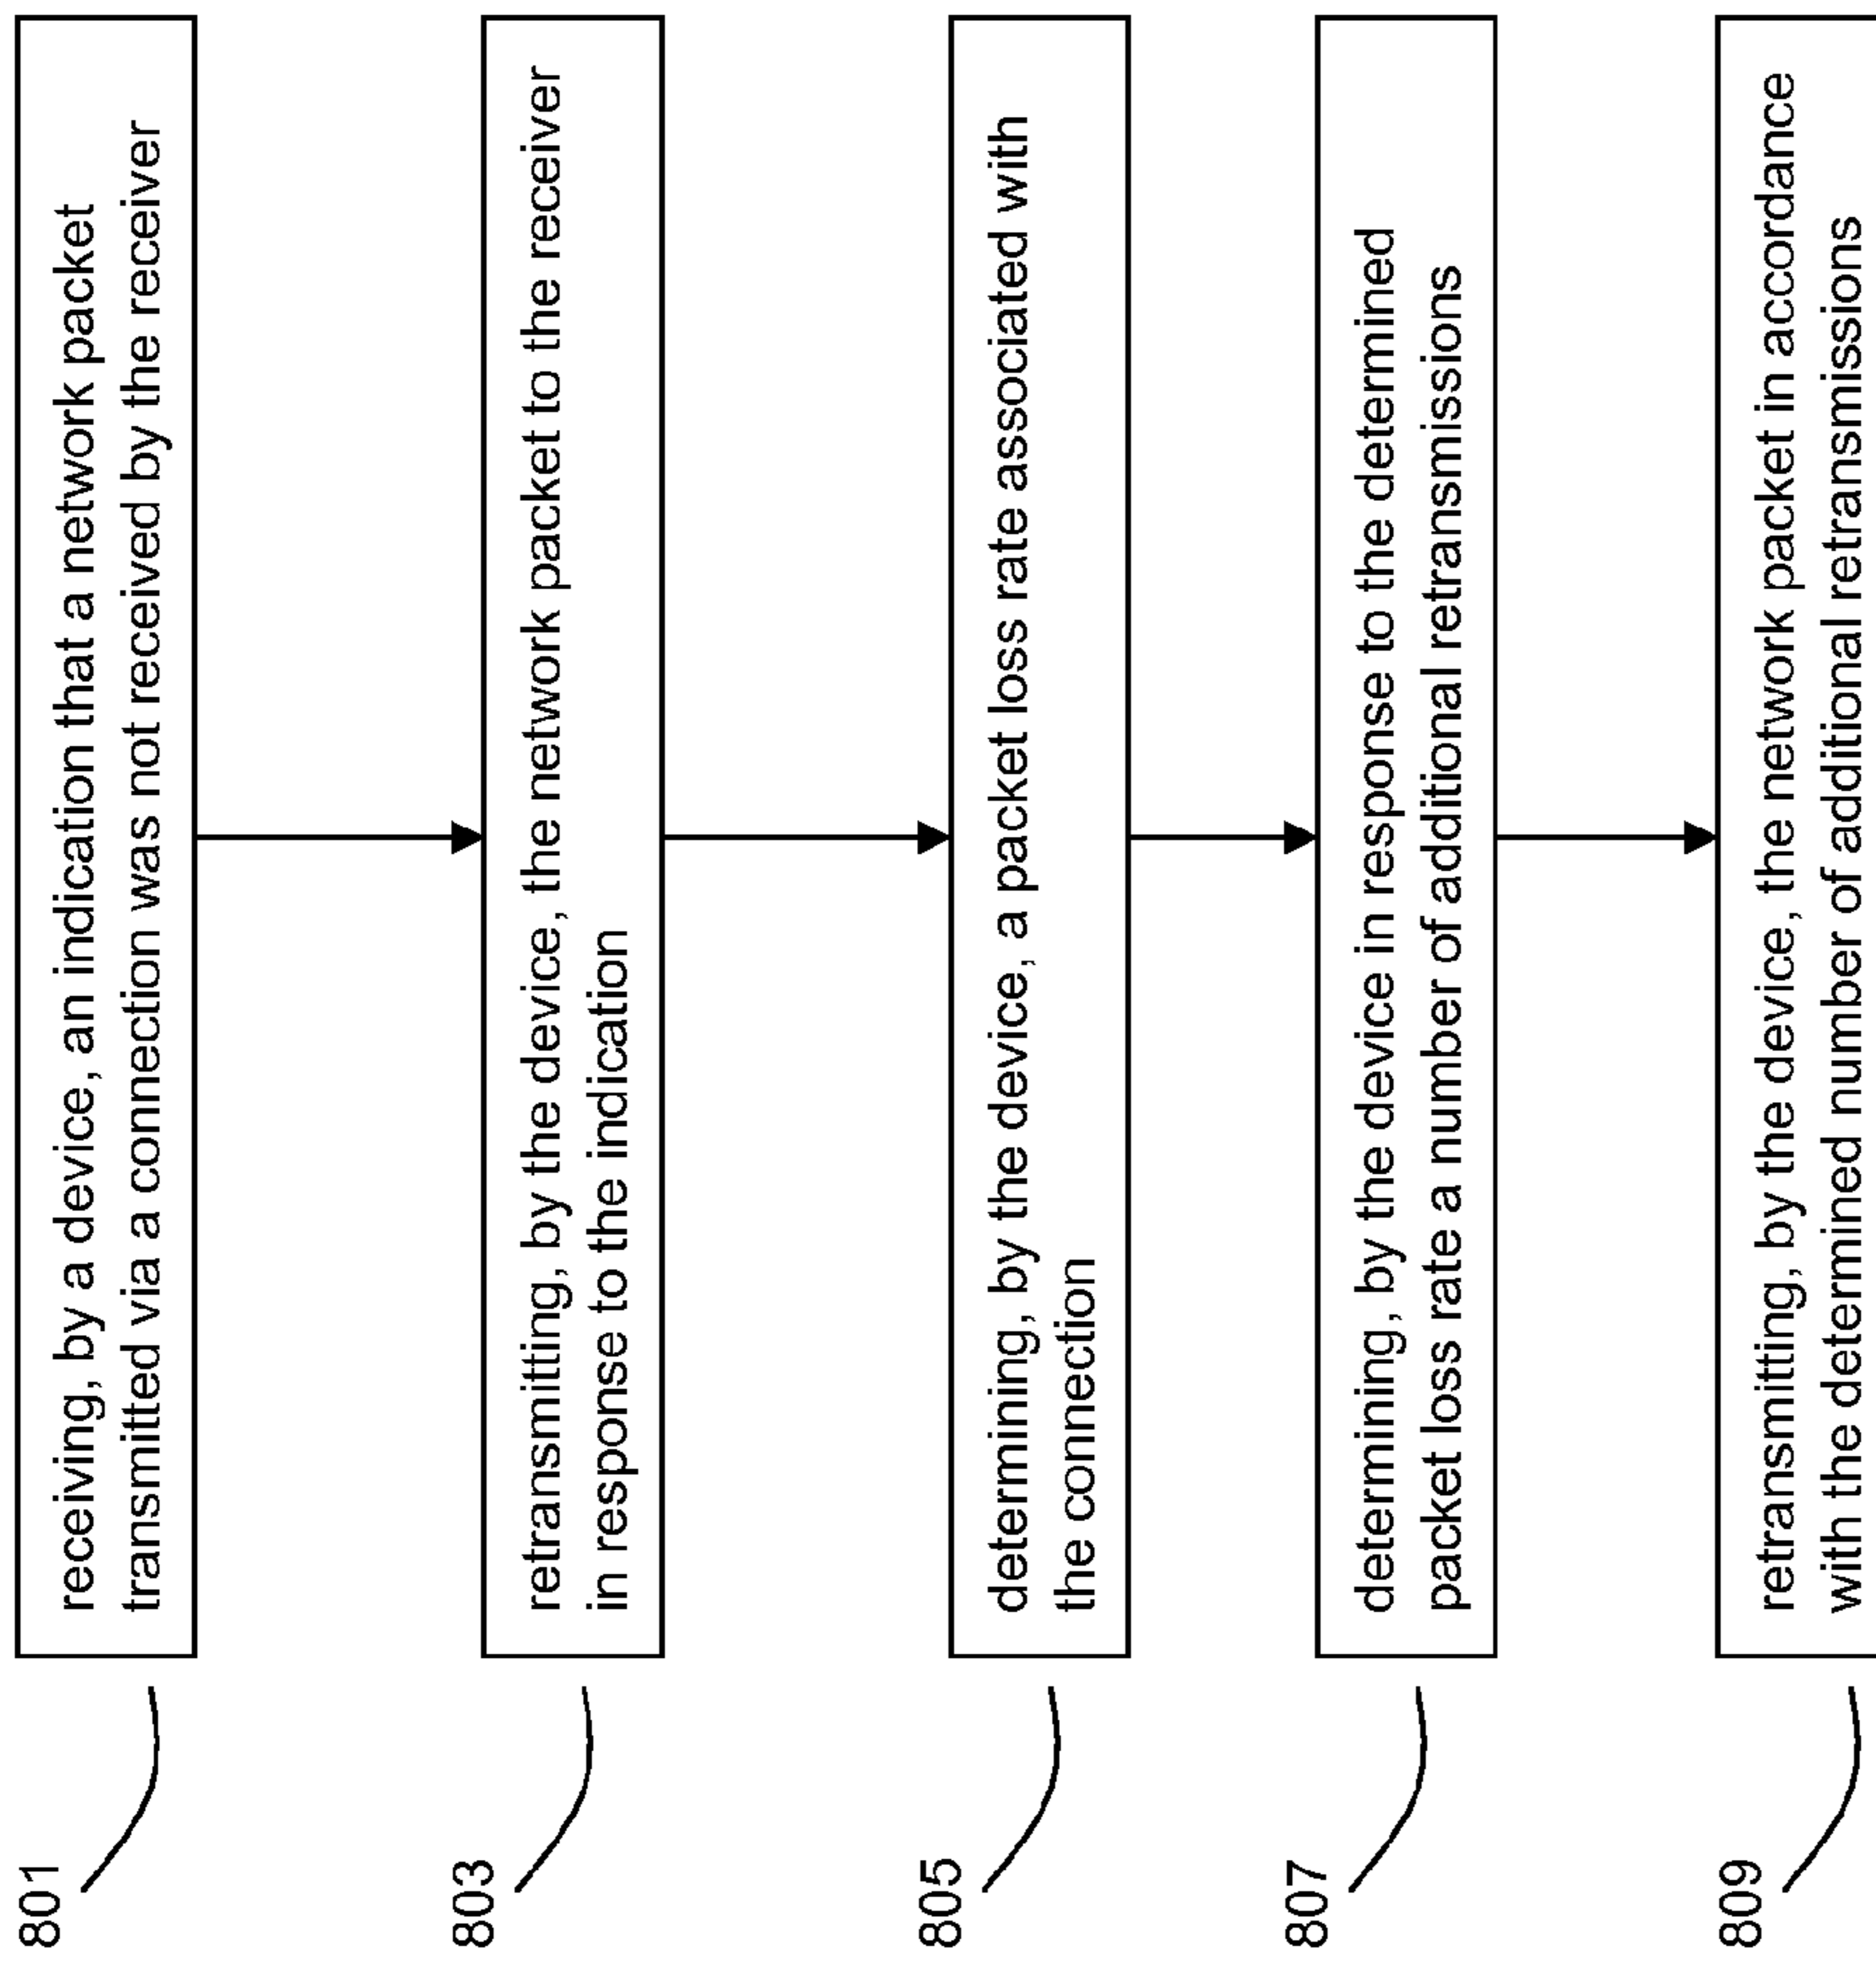 801
receiving, by a device, an indication that a network packet
transmitted via a connection was not received by the receiver
803
retransmitting, by the device, the network packet to the receiver
in response to the indication
805
determining, by the device, a packet loss rate associated with
the connection
807
determining, by the device in response to the determined
packet loss rate a number of additional retransmissions
809
retransmitting, by the device, the network packet in accordance
with the determined number of additional retransmissions